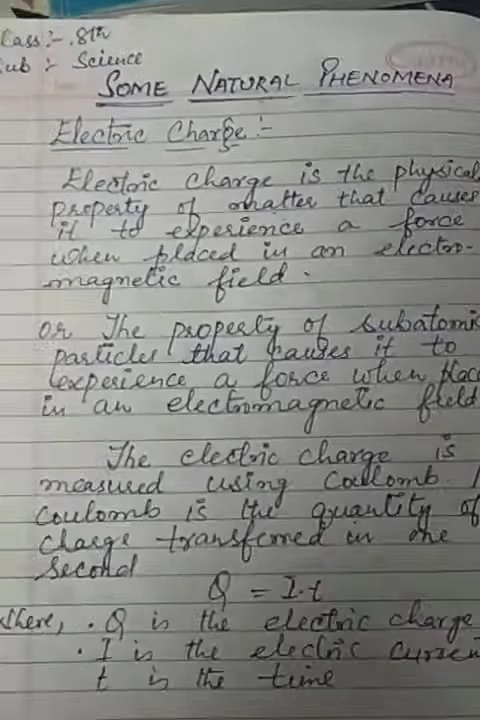 Class:- 8th
Sub :- Science
SOME NATURAL PHENOMENA
Electric Charge :-
Electric charge is the physical
property of matter that causes
it to experience a force
when placed in an electro-
magnetic field.
or The property of subatomic
particles that causes it to
experience a force when place
in an electromagnetic field
The electric charge is
measured using Coulomb. 1
Coulomb is the quantity of
charge transferred in one
second
Q = I.t
where, . Q is the electric charge
. I is the electric curren
t is the time